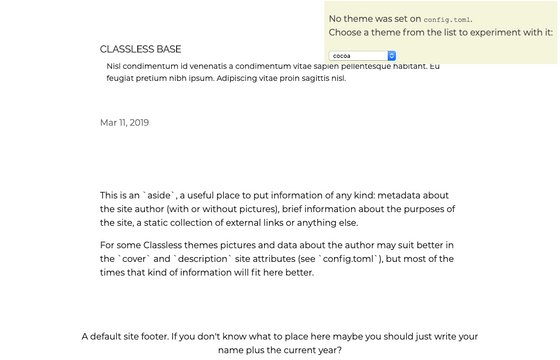 No theme was set on config.toml.
Choose a theme from the list to experiment with it:
cocoa
CLASSLESS BASE
Nisl condimentum id venenatis a condimentum vitae sapien pellentesque habitant. Eu
feugiat pretium nibh ipsum. Adipiscing vitae proin sagittis nisl.
Mar 11, 2019
This is an `aside`, a useful place to put information of any kind: metadata about
the site author (with or without pictures), brief information about the purposes of
the site, a static collection of external links or anything else.
For some Classless themes pictures and data about the author may suit better in
the `cover` and `description` site attributes (see `config.toml`), but most of the
times that kind of information will fit here better.
A default site footer. If you don't know what to place here maybe you should just write your
name plus the current year?